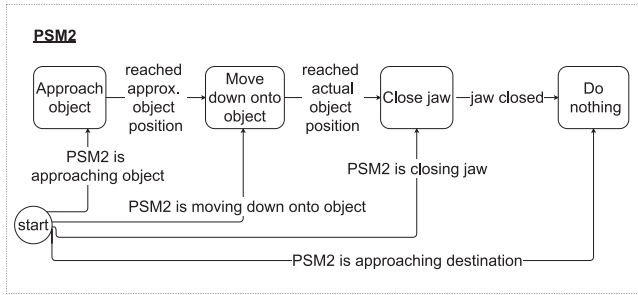 PSM2
Approach
object
reached
approx.
object
position
Move
down onto
object
reached
actual
object
position
Close jaw
jaw closed
Do
nothing
PSM2 is
approaching object
PSM2 is closing jaw
PSM2 is moving down onto object
start
PSM2 is approaching destination